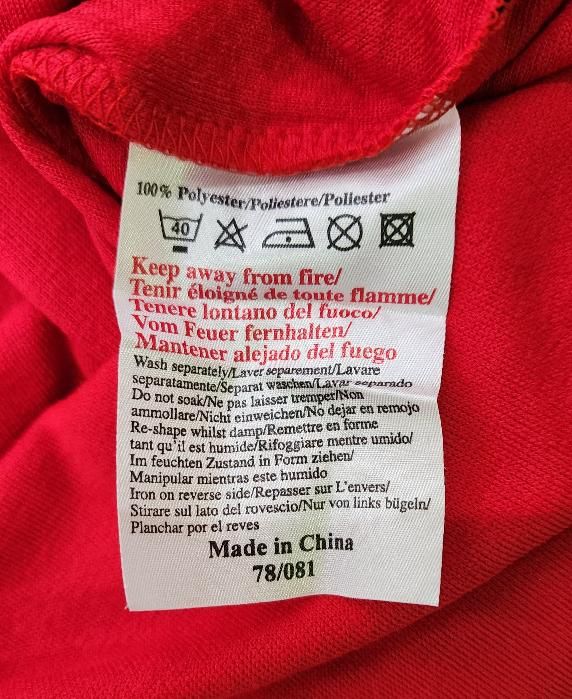 100% Polyester/Poliestere/Poliester
40
Keep away from fire/
Tenir éloigné de toute flamme/
Tenere lontano del fuoco/
Vom Feuer fernhalten/
Mantener alejado del fuego
Wash separately/Laver separement/Lavare
separatamente/Separat waschen/Lavar separado
Do not soak/Ne pas laisser tremper/Non
ammollare/Nicht einweichen/No dejar en remojo
Re-shape whilst damp/Remettre en forme
tant qu'il est humide/Rifoggiare mentre umido/
Im feuchten Zustand in Form ziehen/
Manipular mientras este humido
Iron on reverse side/Repasser sur L'envers/
Stirare sul lato del rovescio/Nur von links bügeln/
Planchar por el reves
Made in China
78/081